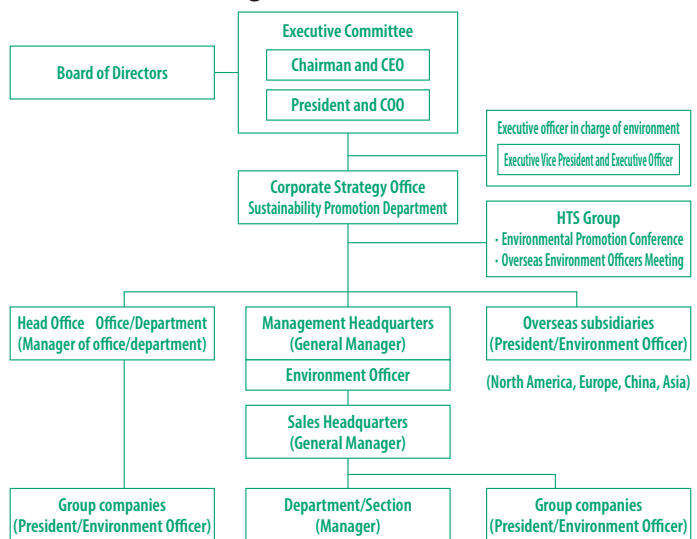 Executive Committee
Board of Directors
Chairman and CEO
President and COO
Executive officer in charge of environment
Executive Vice President and Executive Officer
Corporate Strategy Office
Sustainability Promotion Department
HTS Group
・Environmental Promotion Conference
・Overseas Environment Officers Meeting
Head Office Office/Department
(Manager of office/department)
Management Headquarters
(General Manager)
Environment Officer
Overseas subsidiaries
(President/Environment Officer)
(North America, Europe, China, Asia)
Sales Headquarters
(General Manager)
Group companies
(President/Environment Officer)
Department/Section
(Manager)
Group companies
(President/Environment Officer)